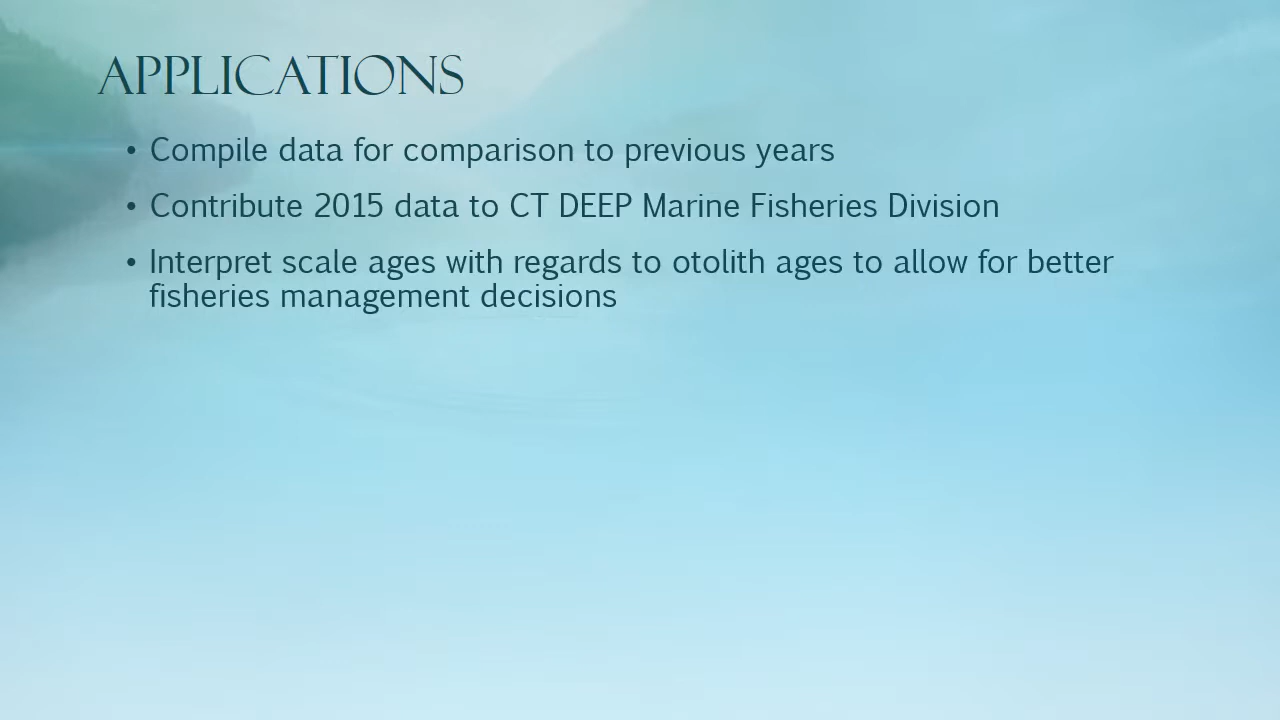 APPLICATIONS
• Compile data for comparison to previous years
• Contribute 2015 data to CT DEEP Marine Fisheries Division
• Interpret scale ages with regards to otolith ages to allow for better
fisheries management decisions